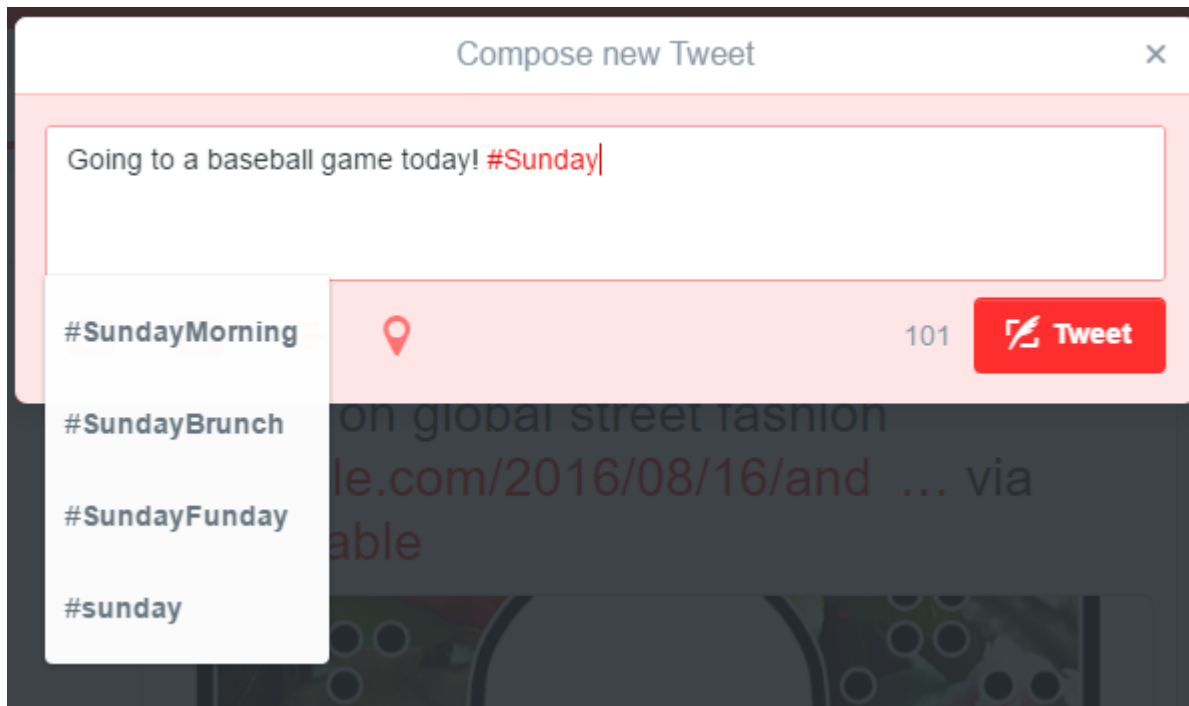 Compose new Tweet ×
Going to a baseball game today! #Sunday
#SundayMorning
101 Tweet
#SundayBrunch
on global street fashion
#SundayFunday
le.com/2016/08/16/and … via
able
#sunday